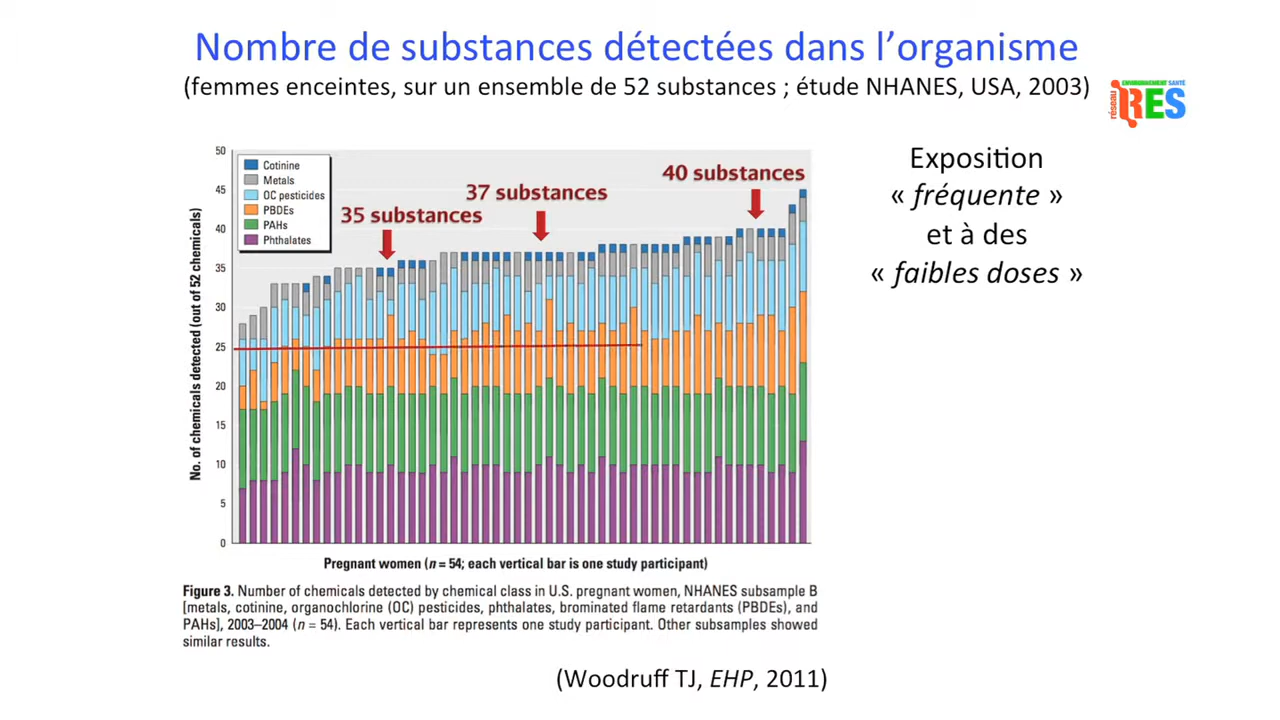 Nombre de substances détectées dans l'organisme
(femmes enceintes, sur un ensemble de 52 substances ; étude NHANES, USA, 2003)
réseau
ENVIRONNEMENT SANTÉ
RES
Exposition
« fréquente »
et à des
« faibles doses »
No. of chemicals detected (out of 52 chemicals)
50
45
40
35
30
25
20
15
10
5
0
Cotinine
Metals
OC pesticides
PBDEs
PAHs
Phthalates
35 substances
37 substances
40 substances
Pregnant women (n = 54; each vertical bar is one study participant)
Figure 3. Number of chemicals detected by chemical class in U.S. pregnant women, NHANES subsample B
[metals, cotinine, organochlorine (OC) pesticides, phthalates, brominated flame retardants (PBDEs), and
PAHs], 2003–2004 (n = 54). Each vertical bar represents one study participant. Other subsamples showed
similar results.
(Woodruff TJ, EHP, 2011)